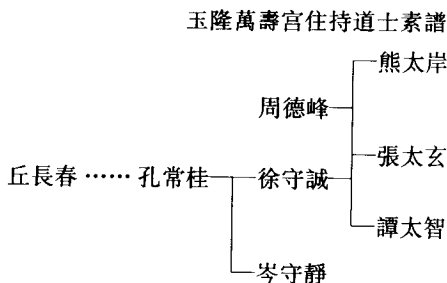 玉隆萬壽宮住持道士素譜
熊太岸
周德峰
張太玄
丘長春……孔常桂
徐守誠
譚太智
岑守靜